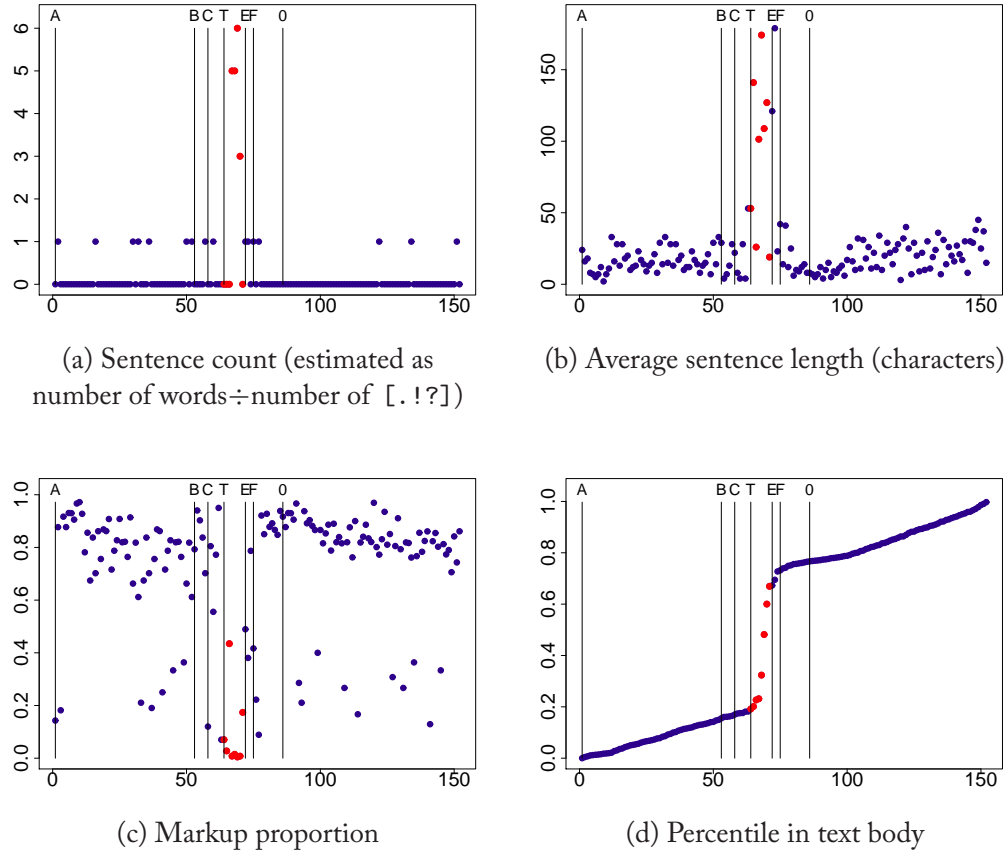 A B C T E F 0
6
5
4
3
2
1
0
0 50 100 150
(a) Sentence count (estimated as
number of words÷number of [.!?])
A B C T E F 0
150
100
50
0
0 50 100 150
(b) Average sentence length (characters)
A B C T E F 0
1.0
0.8
0.6
0.4
0.2
0.0
0 50 100 150
(c) Markup proportion
A B C T E F 0
1.0
0.8
0.6
0.4
0.2
0.0
0 50 100 150
(d) Percentile in text body